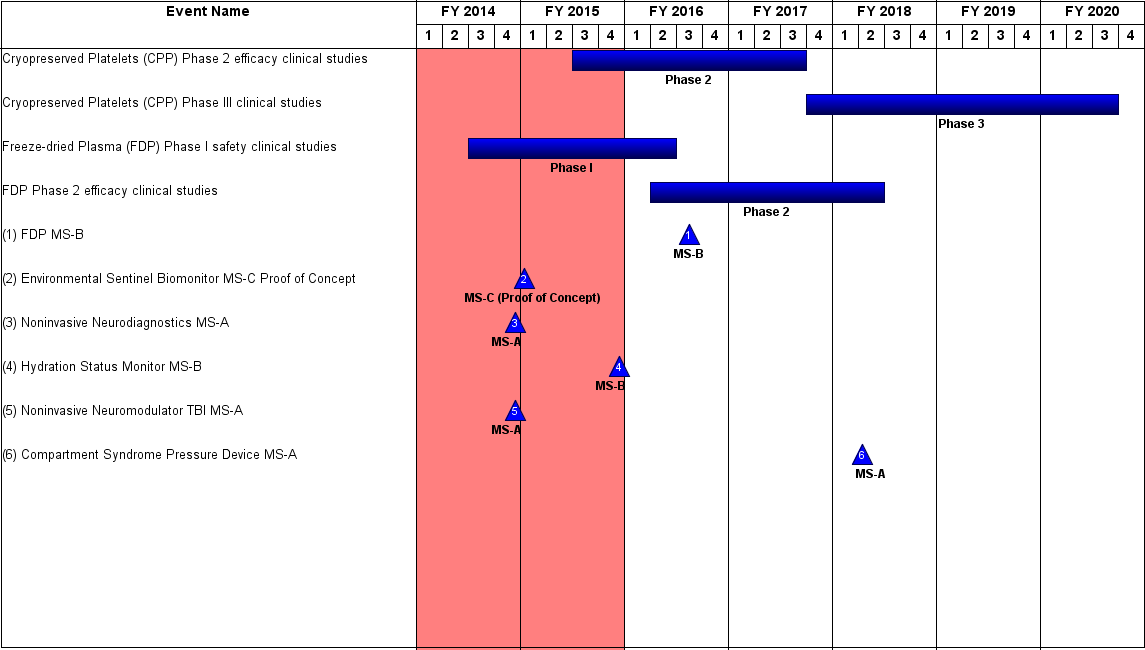 Event Name FY 2014 FY 2015 FY 2016 FY 2017 FY 2018 FY 2019 FY 2020
1 2 3 4 1 2 3 4 1 2 3 4 1 2 3 4 1 2 3 4 1 2 3 4 1 2 3 4
Cryopreserved Platelets (CPP) Phase 2 efficacy clinical studies
Phase 2
Cryopreserved Platelets (CPP) Phase III clinical studies
Phase 3
Freeze-dried Plasma (FDP) Phase I safety clinical studies
Phase I
FDP Phase 2 efficacy clinical studies
Phase 2
(1) FDP MS-B 1
MS-B
(2) Environmental Sentinel Biomonitor MS-C Proof of Concept 2
MS-C (Proof of Concept)
(3) Noninvasive Neurodiagnostics MS-A 3
MS-A
(4) Hydration Status Monitor MS-B 4
MS-B
(5) Noninvasive Neuromodulator TBI MS-A 5
MS-A
(6) Compartment Syndrome Pressure Device MS-A 6
MS-A